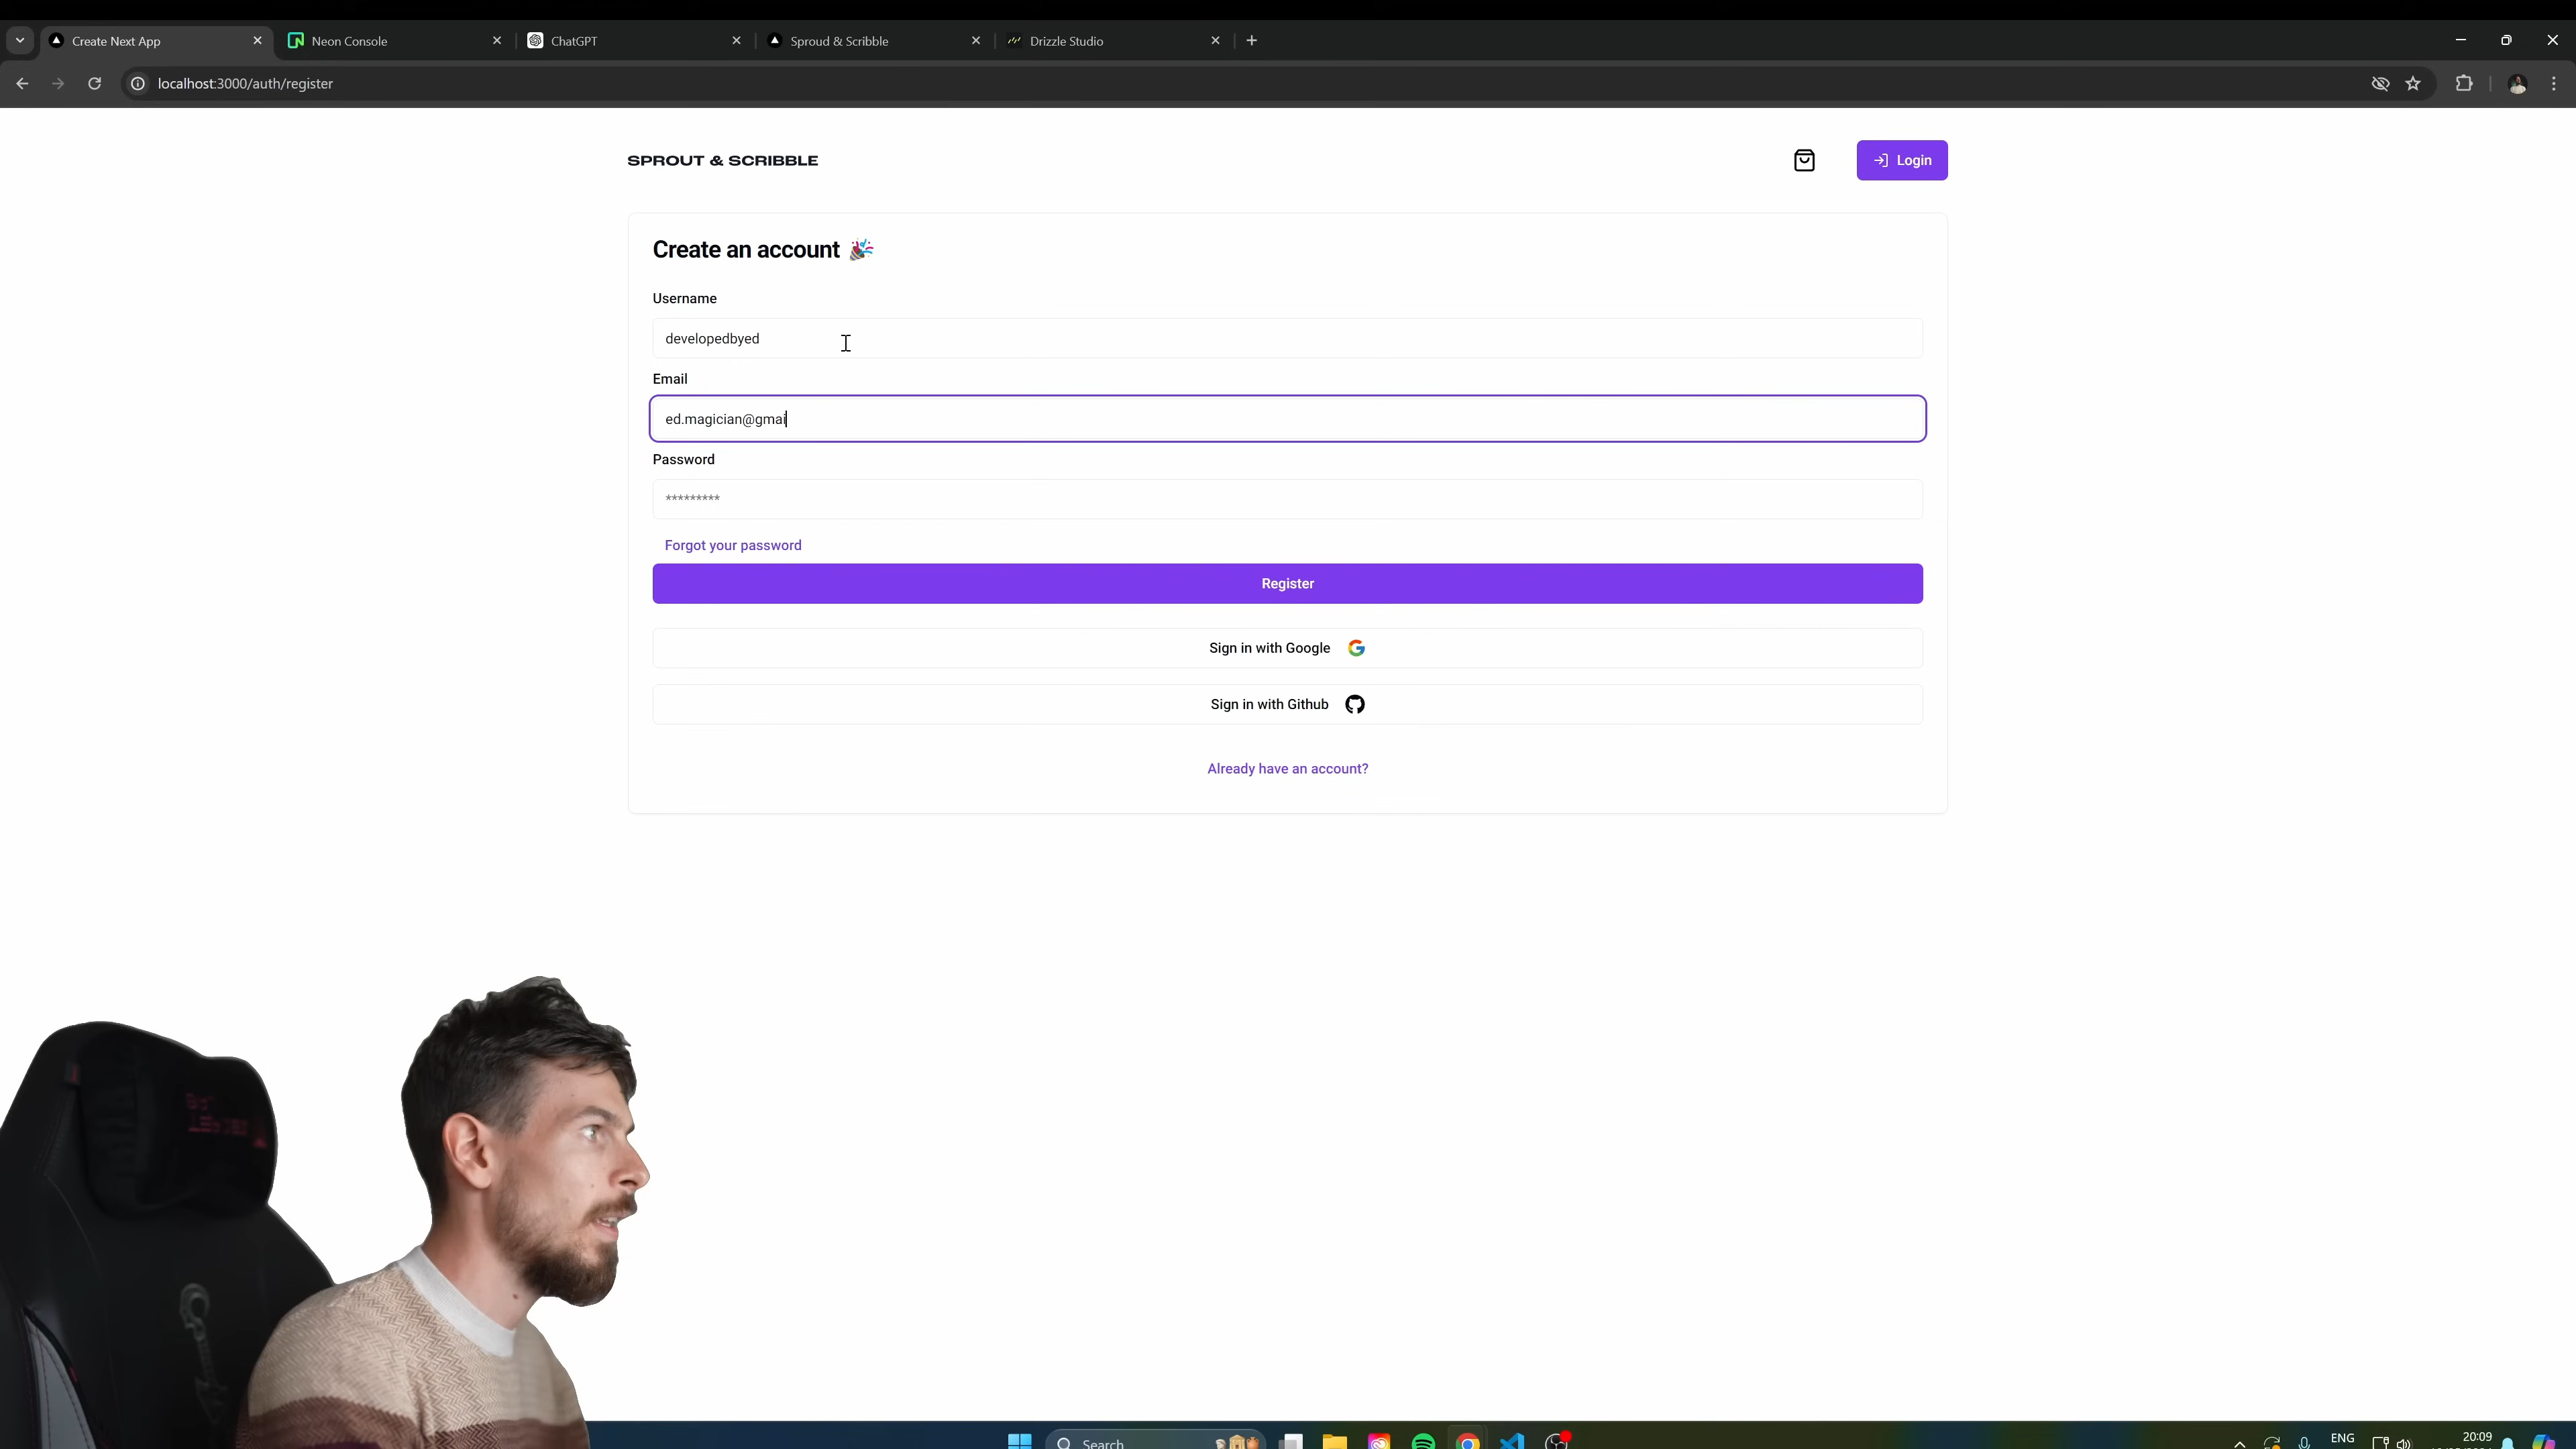 Create Next App
Neon Console
ChatGPT
Sproud & Scribble
Drizzle Studio
localhost:3000/auth/register
SPROUT & SCRIBBLE
Login
Create an account 🎉
Username
developedbyed
Email
ed.magician@gmai
Password
*********
Forgot your password
Register
Sign in with Google
Sign in with Github
Already have an account?
Search
ENG
20:09